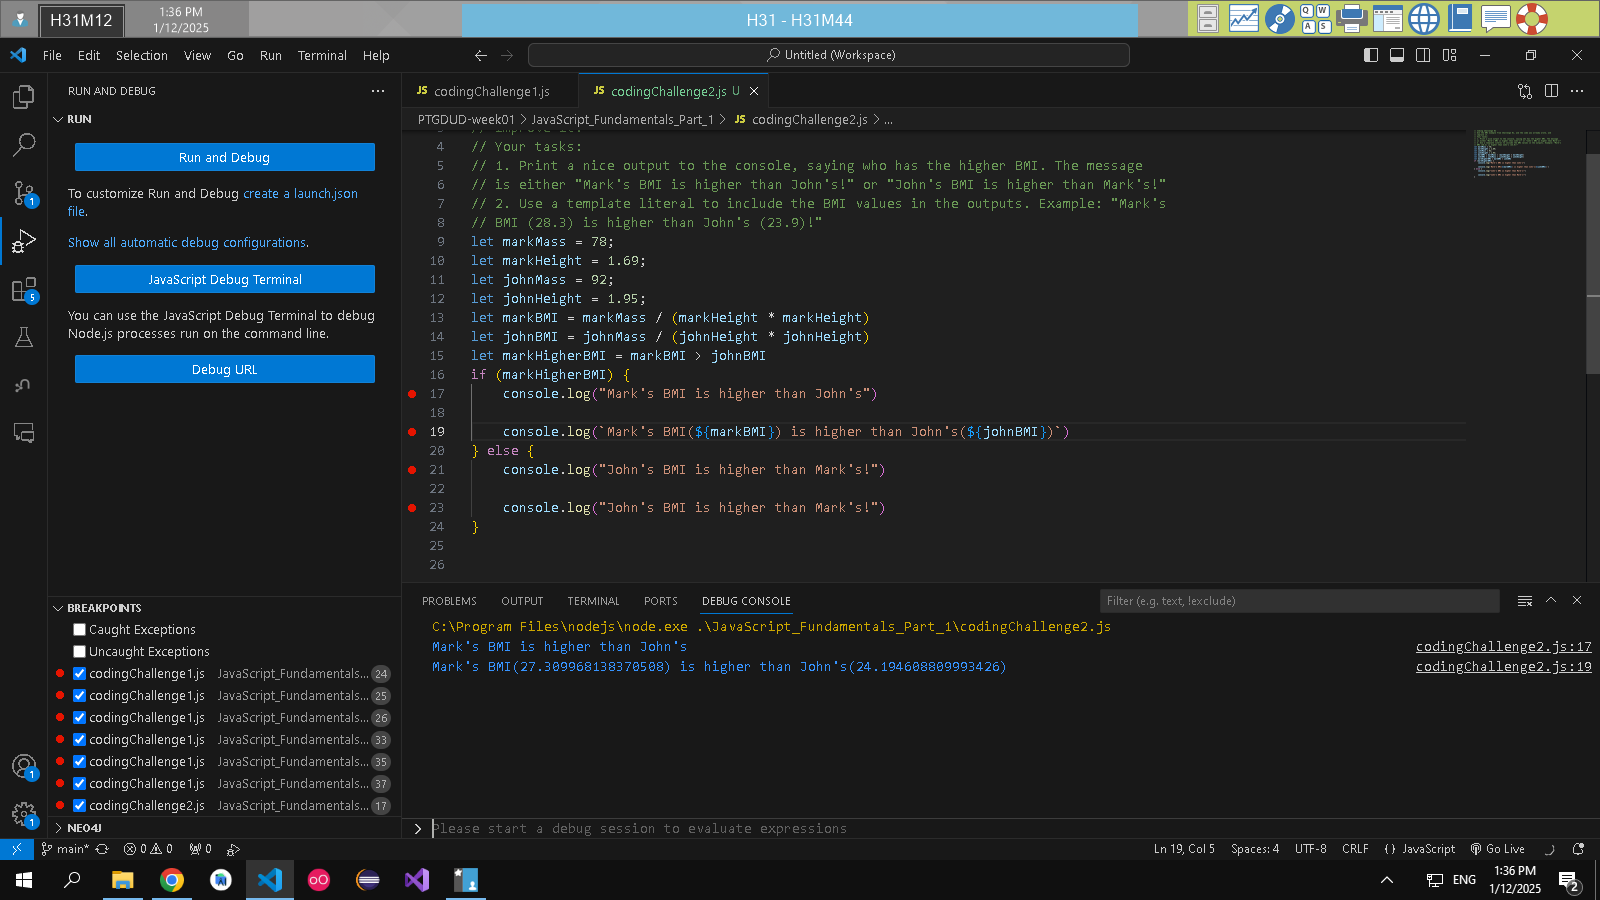 H31M12
1:36 PM
1/12/2025
H31 - H31M44
Q W
A S
File Edit Selection View Go Run Terminal Help
Untitled (Workspace)
RUN AND DEBUG
RUN
Run and Debug
To customize Run and Debug create a launch.json
file.
Show all automatic debug configurations.
JavaScript Debug Terminal
You can use the JavaScript Debug Terminal to debug
Node.js processes run on the command line.
Debug URL
BREAKPOINTS
Caught Exceptions
Uncaught Exceptions
codingChallenge1.js JavaScript_Fundamentals... 24
codingChallenge1.js JavaScript_Fundamentals... 25
codingChallenge1.js JavaScript_Fundamentals... 26
codingChallenge1.js JavaScript_Fundamentals... 33
codingChallenge1.js JavaScript_Fundamentals... 35
codingChallenge1.js JavaScript_Fundamentals... 37
codingChallenge2.js JavaScript_Fundamentals... 17
NEO4J
1
5
1
1
JS codingChallenge1.js
JS codingChallenge2.js U
PTGDUD-week01 > JavaScript_Fundamentals_Part_1 > JS codingChallenge2.js > ...
4 // Your tasks:
5 // 1. Print a nice output to the console, saying who has the higher BMI. The message
6 // is either "Mark's BMI is higher than John's!" or "John's BMI is higher than Mark's!"
7 // 2. Use a template literal to include the BMI values in the outputs. Example: "Mark's
8 // BMI (28.3) is higher than John's (23.9)!"
9 let markMass = 78;
10 let markHeight = 1.69;
11 let johnMass = 92;
12 let johnHeight = 1.95;
13 let markBMI = markMass / (markHeight * markHeight)
14 let johnBMI = johnMass / (johnHeight * johnHeight)
15 let markHigherBMI = markBMI > johnBMI
16 if (markHigherBMI) {
17 console.log("Mark's BMI is higher than John's")
18
19 console.log(`Mark's BMI(${markBMI}) is higher than John's(${johnBMI})`)
20 } else {
21 console.log("John's BMI is higher than Mark's!")
22
23 console.log("John's BMI is higher than Mark's!")
24 }
25
26
PROBLEMS OUTPUT TERMINAL PORTS DEBUG CONSOLE
Filter (e.g. text, !exclude)
C:\Program Files\nodejs\node.exe .\JavaScript_Fundamentals_Part_1\codingChallenge2.js
Mark's BMI is higher than John's codingChallenge2.js:17
Mark's BMI(27.309968138370508) is higher than John's(24.194608809993426) codingChallenge2.js:19
Please start a debug session to evaluate expressions
main* 0 0 0
Ln 19, Col 5 Spaces: 4 UTF-8 CRLF {} JavaScript Go Live
ENG
1:36 PM
1/12/2025
2